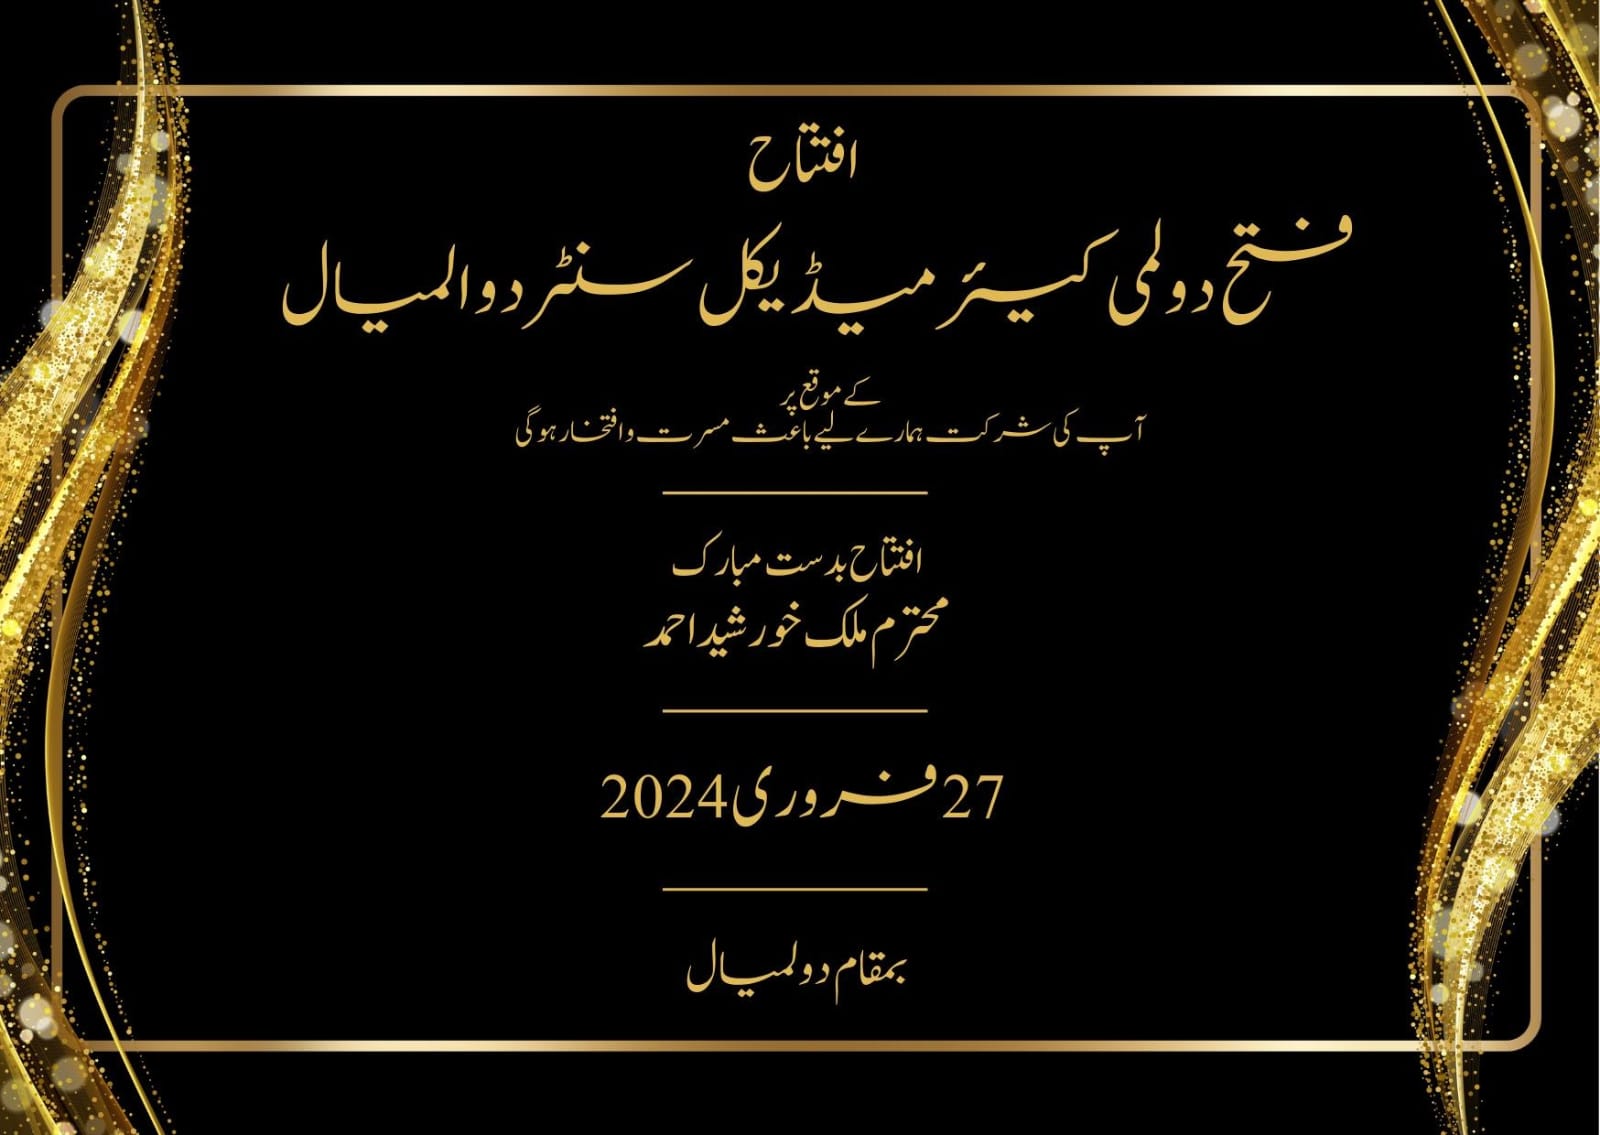 افتتاح
فتح دولمی کیئر میڈیکل سنٹر دوالمیال
کے موقع پر
آپ کی شرکت ہمارے لیے باعث مسرت و افتخار ہوگی
افتتاح بدست مبارک
محترم ملک خورشید احمد
27 فروری 2024
بمقام دولمیال